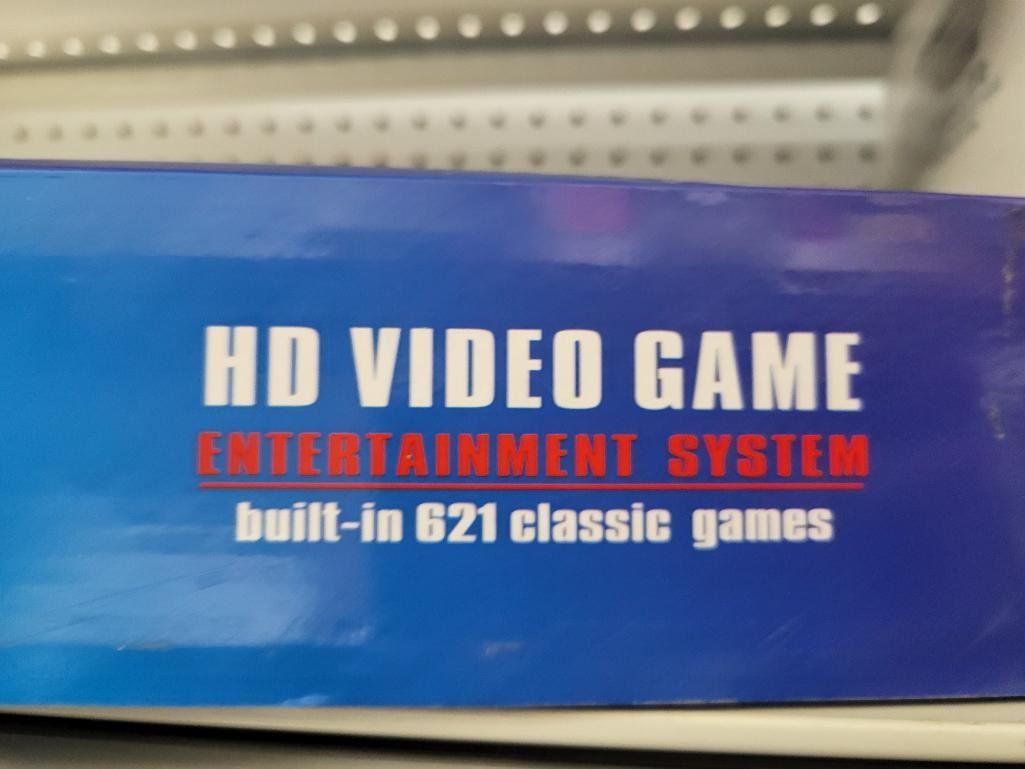 HD VIDEO GAME
ENTERTAINMENT SYSTEM
built-in 621 classic games